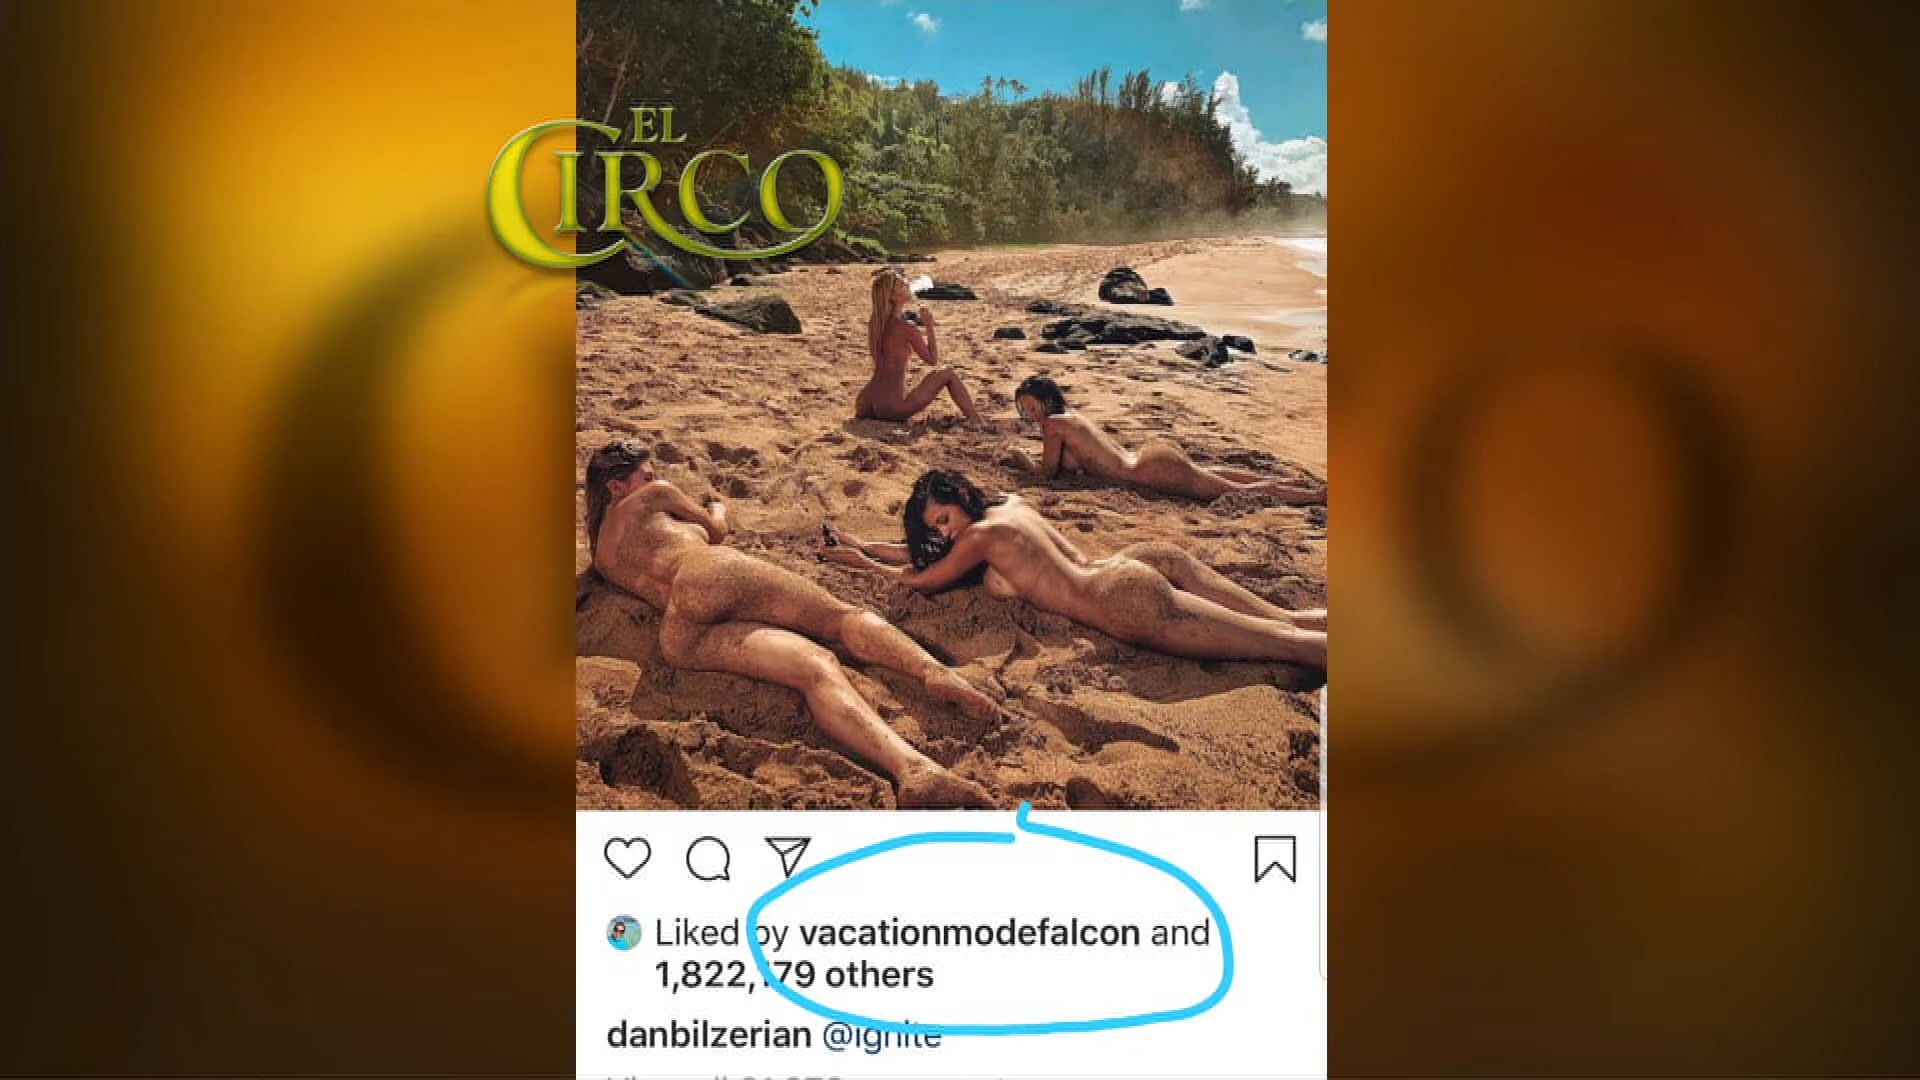 EL
CIRCO
Liked by vacationmodefalcon and
1,822,179 others
danbilzerian @ignite